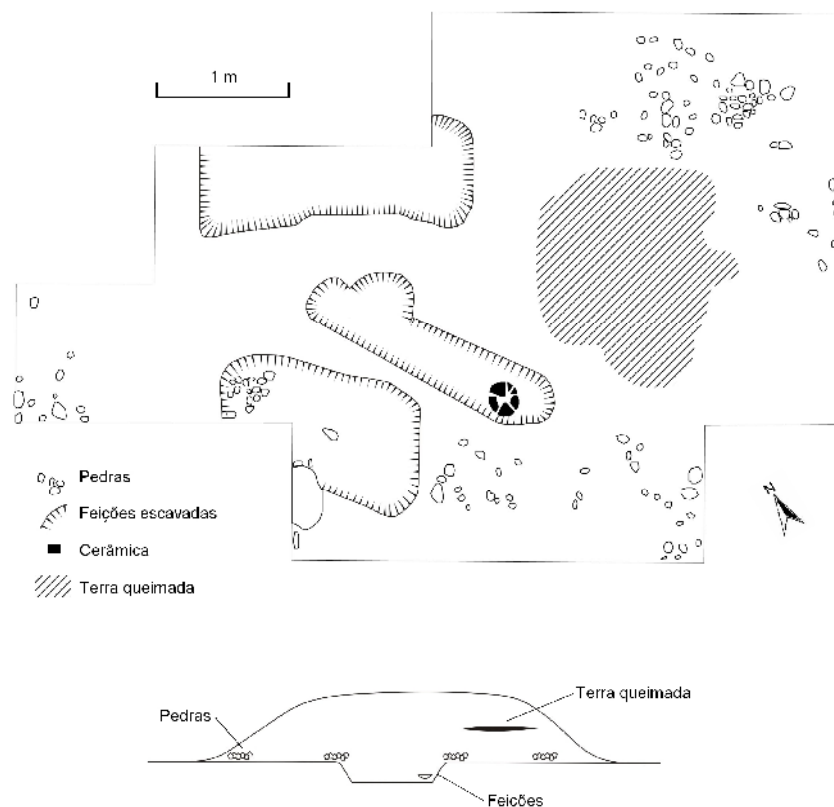 1 m
Pedras
Feições escavadas
Cerâmica
Terra queimada
N
Terra queimada
Pedras
Feições